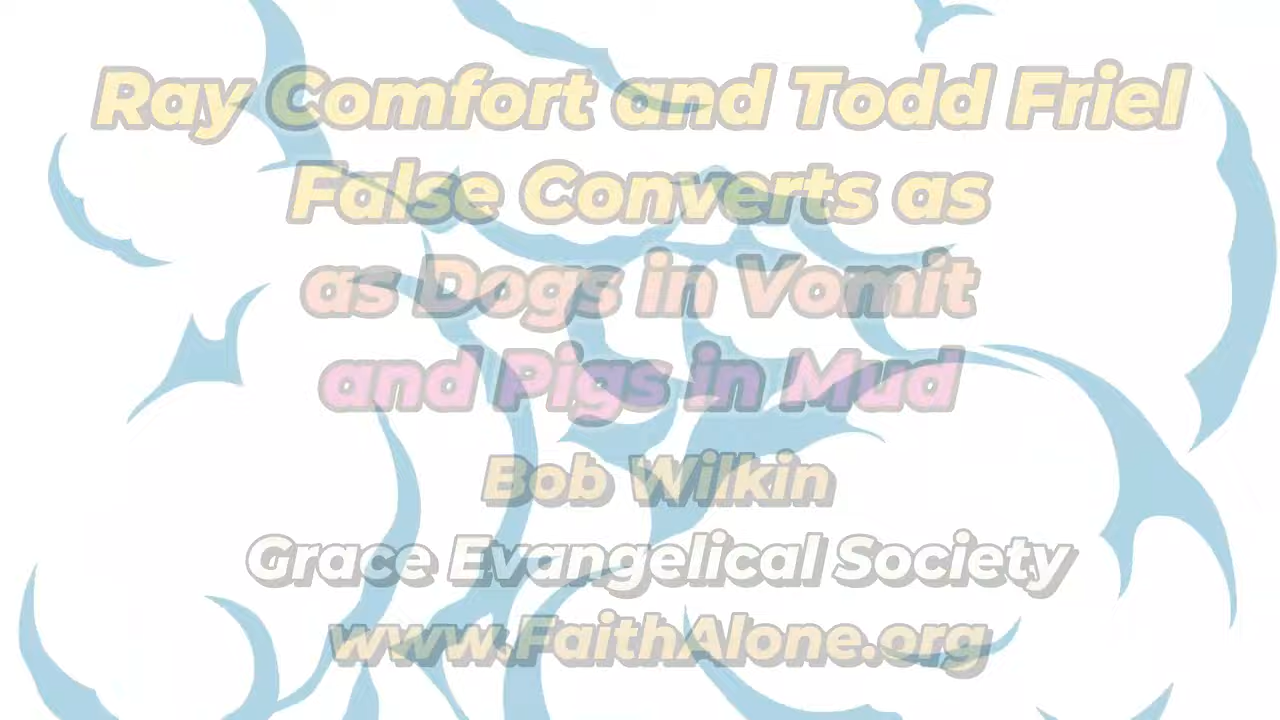 Ray Comfort and Todd Friel
False Converts as
as Dogs in Vomit
and Pigs in Mud
Bob Wilkin
Grace Evangelical Society
www.FaithAlone.org